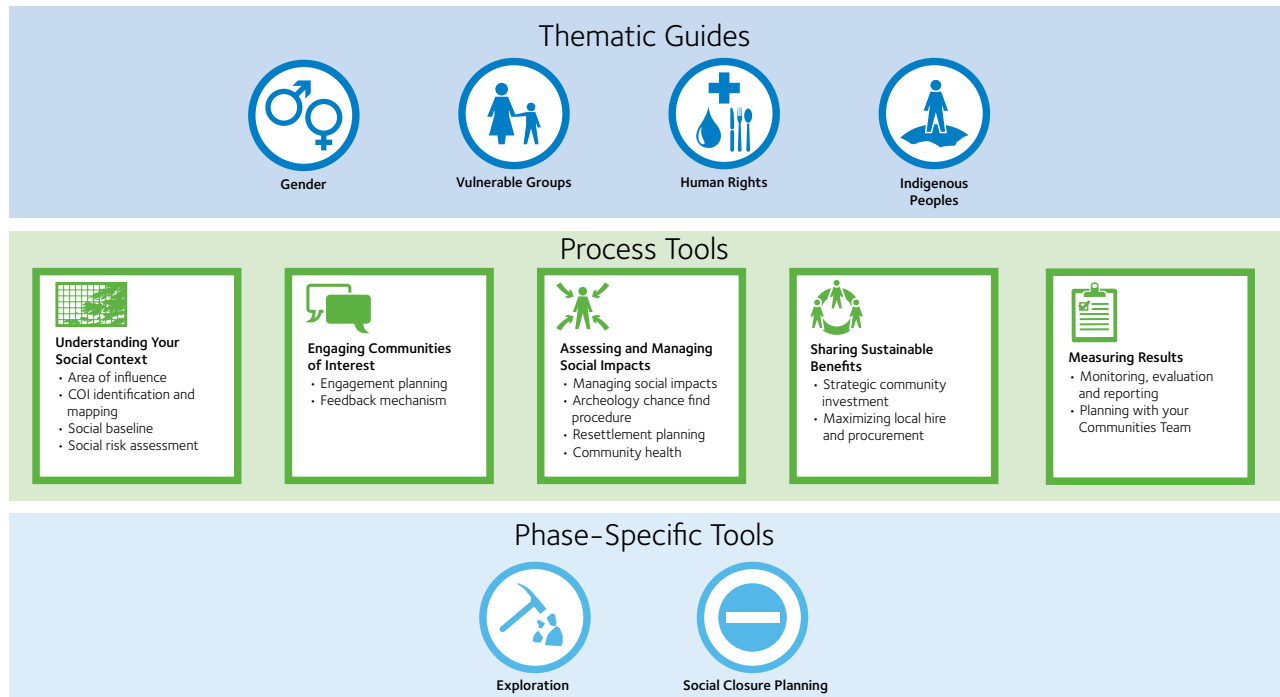 Thematic Guides
Gender
Vulnerable Groups
Human Rights
Indigenous
Peoples
Process Tools
Understanding Your
Social Context
· Area of influence
· COI identification and
mapping
· Social baseline
· Social risk assessment
Engaging Communities
of Interest
· Engagement planning
· Feedback mechanism
Assessing and Managing
Social Impacts
· Managing social impacts
· Archeology chance find
procedure
· Resettlement planning
· Community health
Sharing Sustainable
Benefits
· Strategic community
investment
· Maximizing local hire
and procurement
Measuring Results
· Monitoring, evaluation
and reporting
· Planning with your
Communities Team
Phase-Specific Tools
Exploration
Social Closure Planning